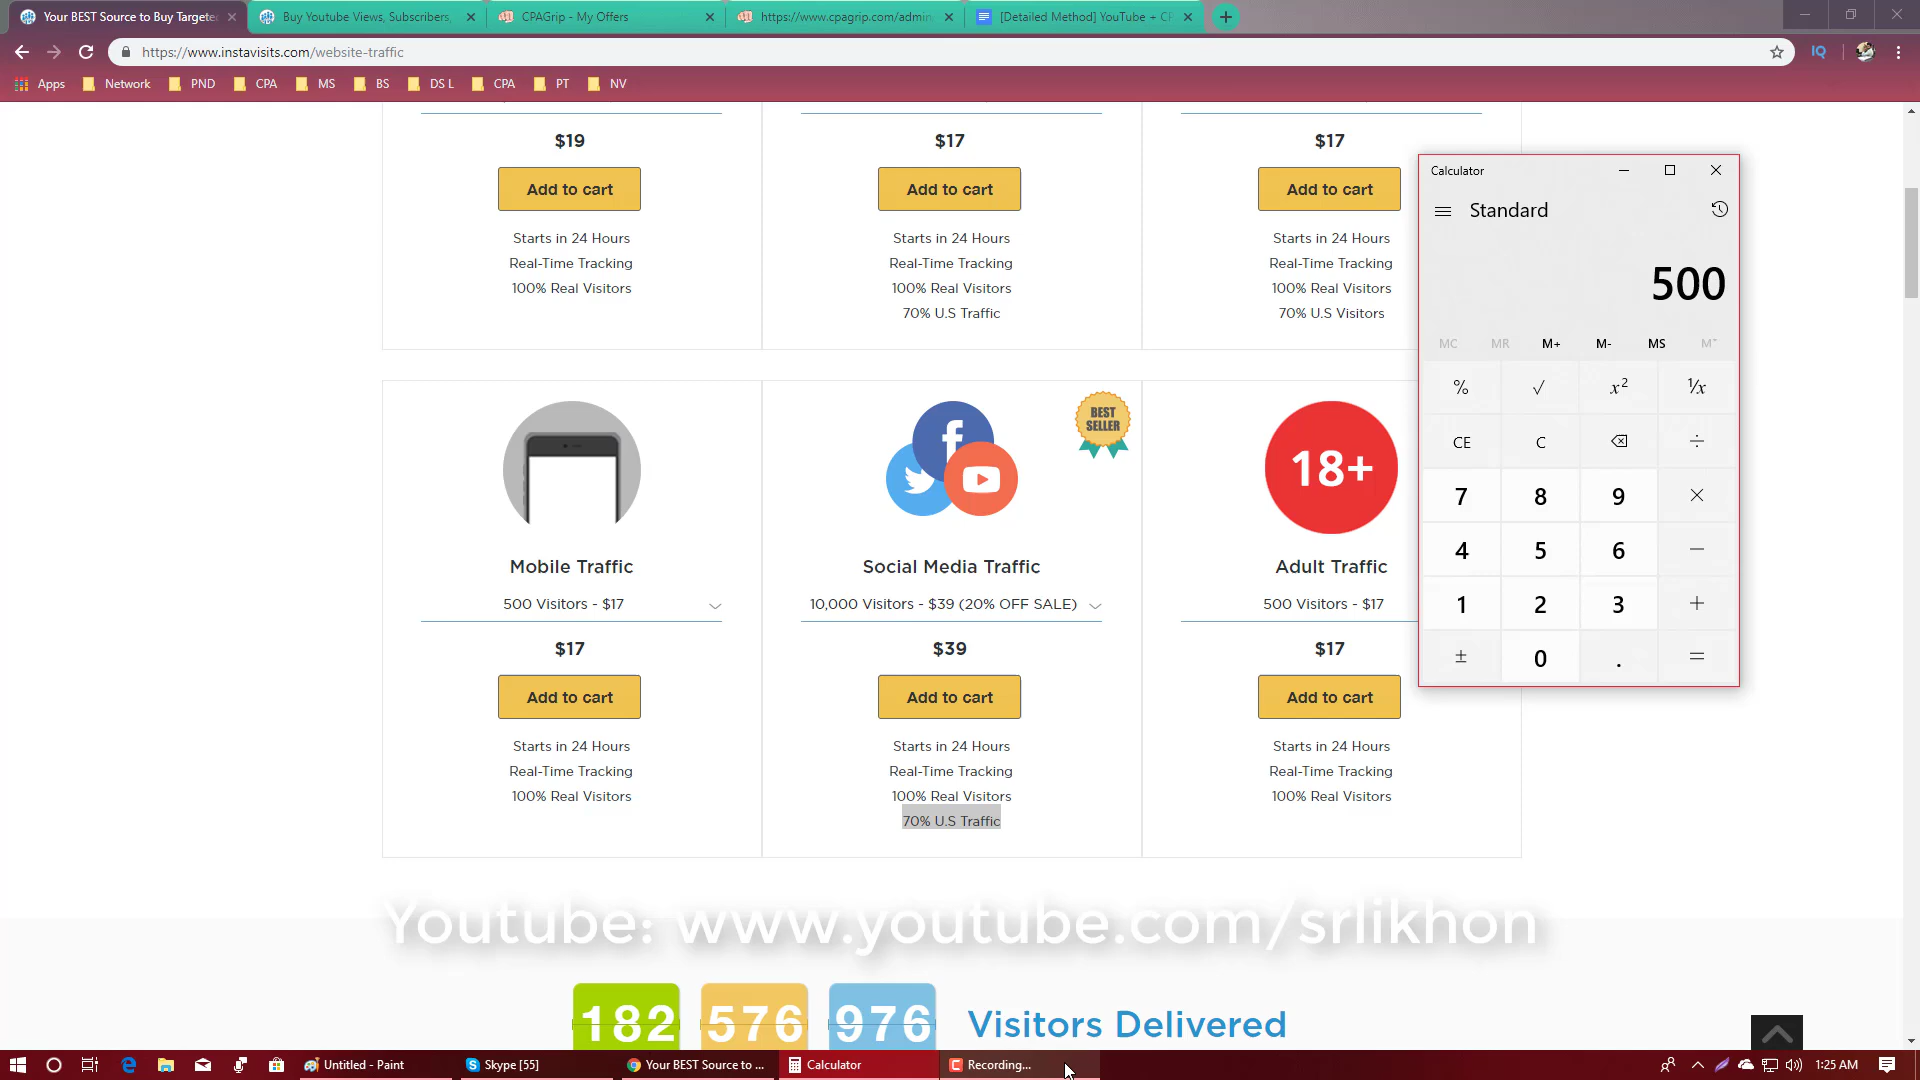 Your BEST Source to Buy Targete
Buy Youtube Views, Subscribers,
CPAGrip - My Offers
https://www.cpagrip.com/admin
[Detailed Method] YouTube + CP
https://www.instavisits.com/website-traffic
IQ
Apps
Network
PND
CPA
MS
BS
DS L
CPA
PT
NV
$19
$17
$17
Add to cart
Add to cart
Add to cart
Starts in 24 Hours
Real-Time Tracking
100% Real Visitors
Starts in 24 Hours
Real-Time Tracking
100% Real Visitors
70% U.S Traffic
Starts in 24 Hours
Real-Time Tracking
100% Real Visitors
70% U.S Visitors
BEST
SELLER
18+
Mobile Traffic
500 Visitors - $17
$17
Add to cart
Starts in 24 Hours
Real-Time Tracking
100% Real Visitors
Social Media Traffic
10,000 Visitors - $39 (20% OFF SALE)
$39
Add to cart
Starts in 24 Hours
Real-Time Tracking
100% Real Visitors
70% U.S Traffic
Adult Traffic
500 Visitors - $17
$17
Add to cart
Starts in 24 Hours
Real-Time Tracking
100% Real Visitors
Calculator
Standard
500
MC MR M+ M- MS M˅
% √ x² ¹/x
CE C ÷
7 8 9 ×
4 5 6 −
1 2 3 +
± 0 . =
Youtube: www.youtube.com/srlikhon
182 576 976 Visitors Delivered
Untitled - Paint
Skype [55]
Your BEST Source to ...
Calculator
Recording...
1:25 AM